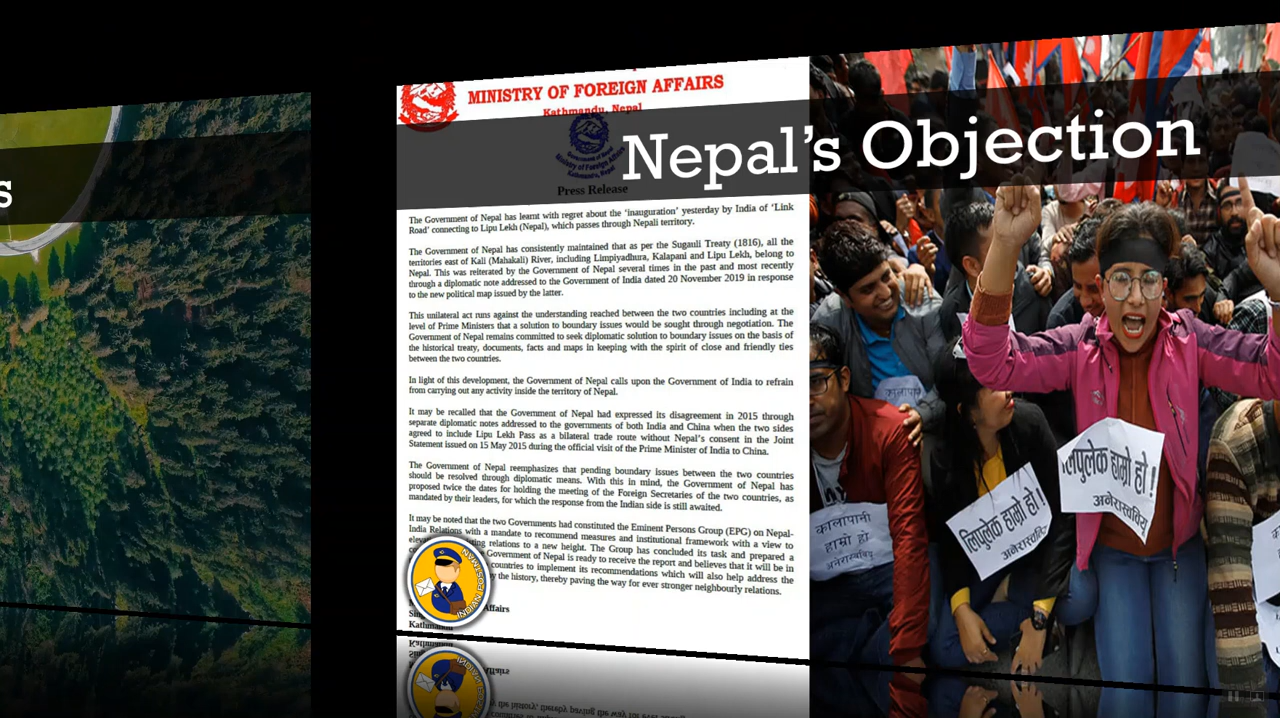 s
MINISTRY OF FOREIGN AFFAIRS
Kathmandu, Nepal
Government of Nepal
Ministry of Foreign Affairs
Kathmandu, Nepal
Nepal's Objection
Press Release
The Government of Nepal has learnt with regret about the 'inauguration' yesterday by India of 'Link
Road' connecting to Lipu Lekh (Nepal), which passes through Nepali territory.
The Government of Nepal has consistently maintained that as per the Sugauli Treaty (1816), all the
territories east of Kali (Mahakali) River, including Limpiyadhura, Kalapani and Lipu Lekh, belong to
Nepal. This was reiterated by the Government of Nepal several times in the past and most recently
through a diplomatic note addressed to the Government of India dated 20 November 2019 in response
to the new political map issued by the latter.
This unilateral act runs against the understanding reached between the two countries including at the
level of Prime Ministers that a solution to boundary issues would be sought through negotiation. The
Government of Nepal remains committed to seek diplomatic solution to boundary issues on the basis of
the historical treaty, documents, facts and maps in keeping with the spirit of close and friendly ties
between the two countries.
In light of this development, the Government of Nepal calls upon the Government of India to refrain
from carrying out any activity inside the territory of Nepal.
It may be recalled that the Government of Nepal had expressed its disagreement in 2015 through
separate diplomatic notes addressed to the governments of both India and China when the two sides
agreed to include Lipu Lekh Pass as a bilateral trade route without Nepal's consent in the Joint
Statement issued on 15 May 2015 during the official visit of the Prime Minister of India to China.
The Government of Nepal reemphasizes that pending boundary issues between the two countries
should be resolved through diplomatic means. With this in mind, the Government of Nepal has
proposed twice the dates for holding the meeting of the Foreign Secretaries of the two countries, as
mandated by their leaders, for which the response from the Indian side is still awaited.
It may be noted that the two Governments had constituted the Eminent Persons Group (EPG) on Nepal-
India Relations with a mandate to recommend measures and institutional framework with a view to
relations to a new height. The Group has concluded its task and prepared a
Government of Nepal is ready to receive the report and believes that it will be in
countries to implement its recommendations which will also help address the
by the history, thereby paving the way for ever stronger neighbourly relations.
Affairs
Kathmandu
INDIAN POSTMAN
कालापानी
हाम्रो हो
अनेरास्ववियु
लिपुलेक हाम्रो हो !
अनेरास्ववियु
लिपुलेक हाम्रो हो !
अनेरास्ववियु